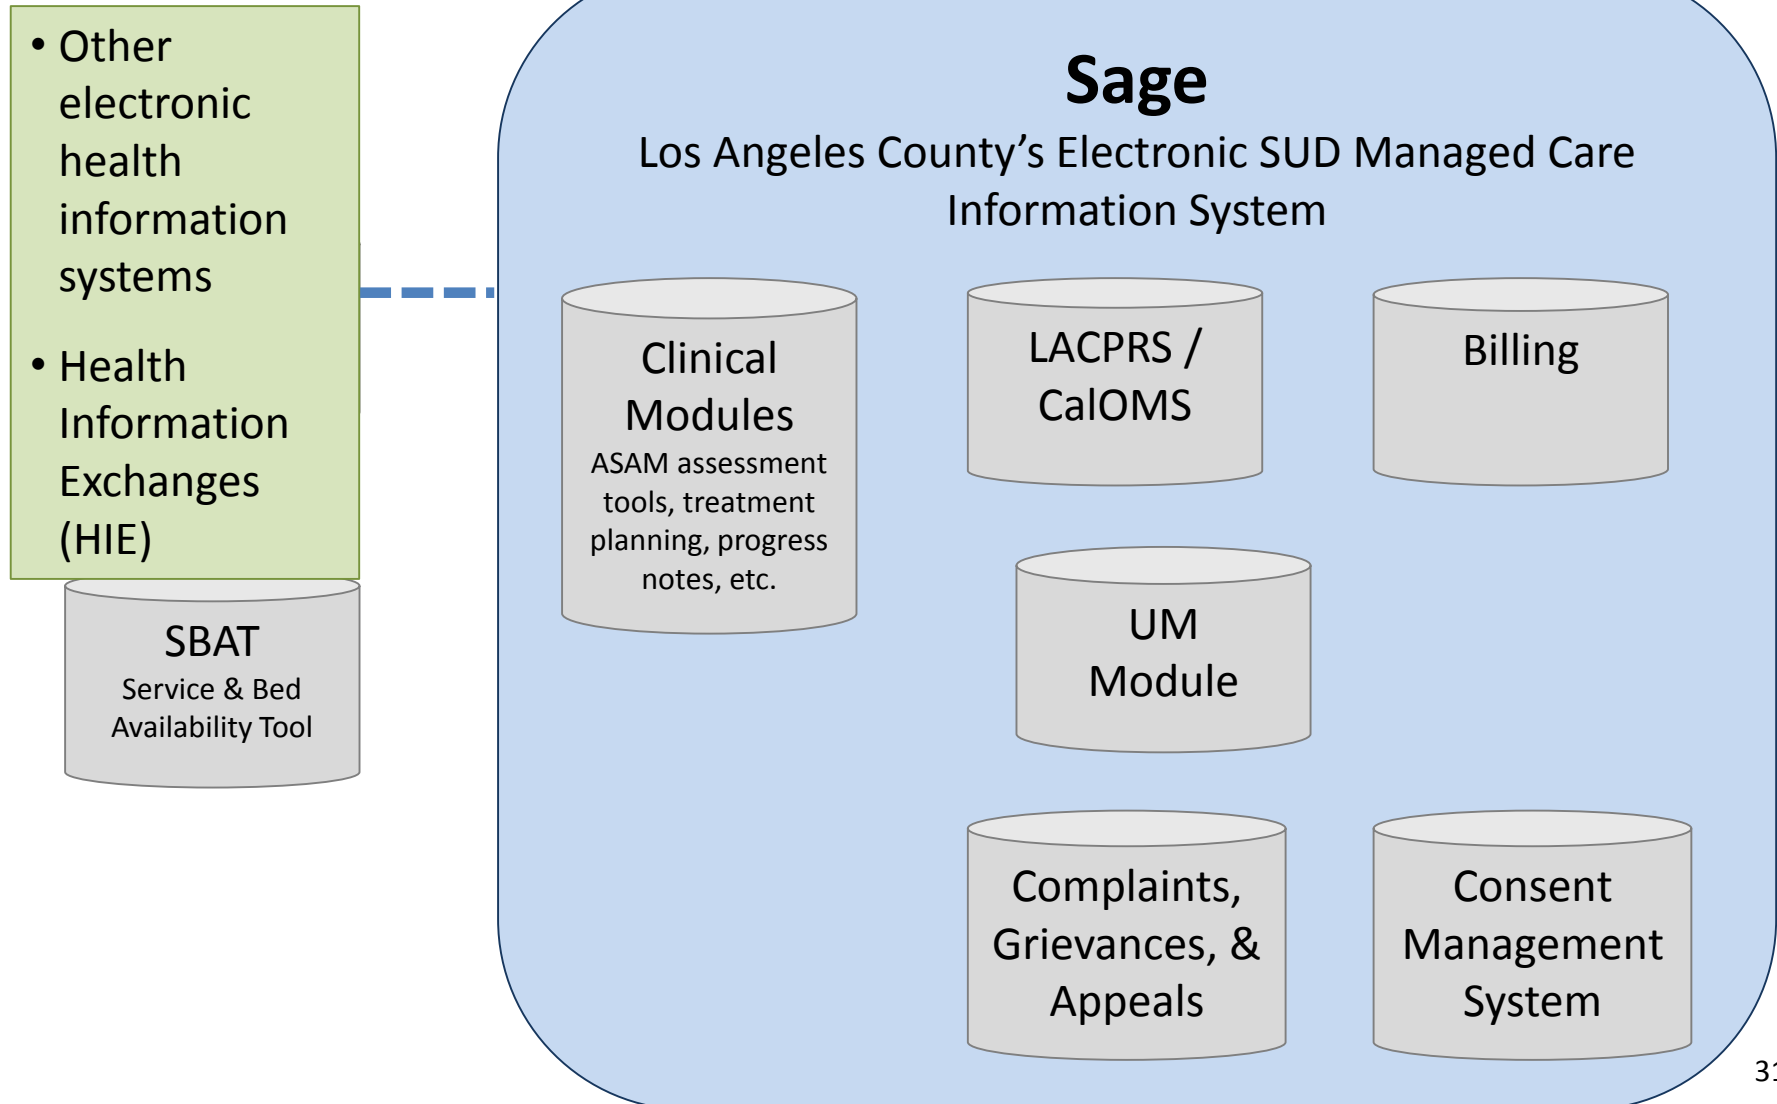 • Other
electronic
health
information
systems
• Health
Information
Exchanges
(HIE)
SBAT
Service & Bed
Availability Tool
Sage
Los Angeles County’s Electronic SUD Managed Care
Information System
Clinical
Modules
ASAM assessment
tools, treatment
planning, progress
notes, etc.
LACPRS /
CalOMS
Billing
UM
Module
Complaints,
Grievances, &
Appeals
Consent
Management
System
31